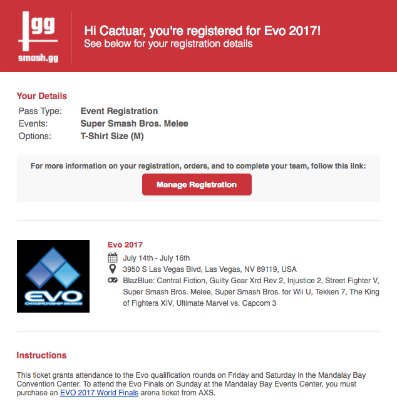 gg
smash.gg
Hi Cactuar, you're registered for Evo 2017!
See below for your registration details
Your Details
Pass Type: Event Registration
Events: Super Smash Bros. Melee
Options: T-Shirt Size (M)
For more information on your registration, orders, and to complete your team, follow this link:
Manage Registration
EVO
CHAMPIONSHIP SERIES
Evo 2017
July 14th - July 16th
3950 S Las Vegas Blvd, Las Vegas, NV 89119, USA
BlazBlue: Central Fiction, Guilty Gear Xrd Rev 2, Injustice 2, Street Fighter V,
Super Smash Bros. Melee, Super Smash Bros. for Wii U, Tekken 7, The King
of Fighters XIV, Ultimate Marvel vs. Capcom 3
Instructions
This ticket grants attendance to the Evo qualification rounds on Friday and Saturday in the Mandalay Bay
Convention Center. To attend the Evo Finals on Sunday at the Mandalay Bay Events Center, you must
purchase an EVO 2017 World Finals arena ticket from AXS.